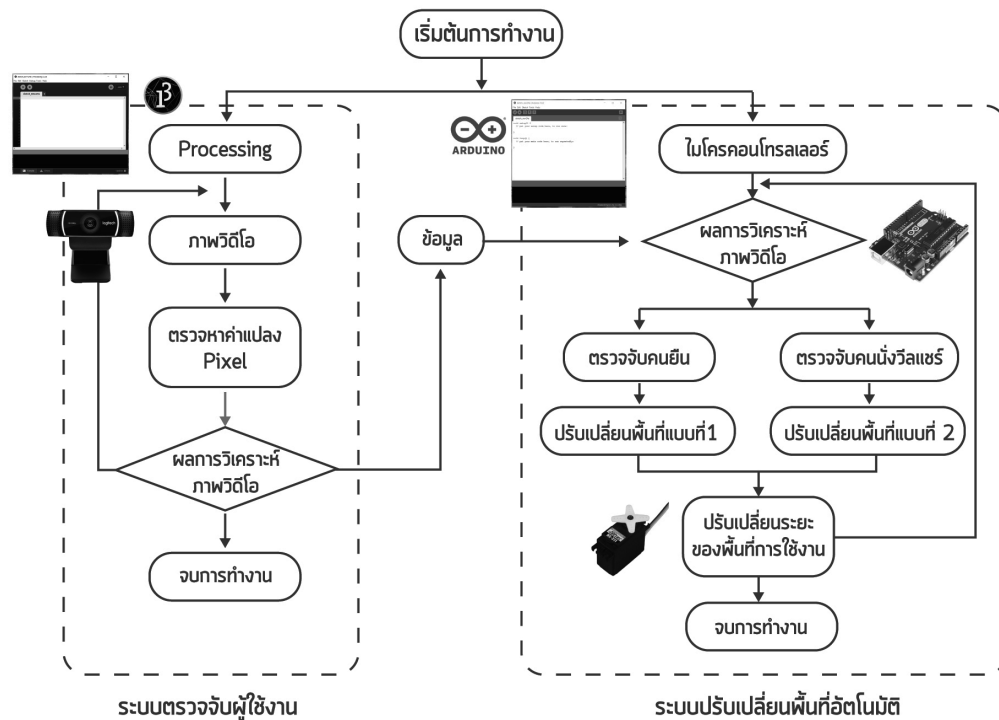 เริ่มต้นการทำงาน
Processing
ภาพวิดีโอ
ตรวจหาค่าแปลง
Pixel
ผลการวิเคราะห์
ภาพวิดีโอ
จบการทำงาน
ระบบตรวจจับผู้ใช้งาน
ข้อมูล
ARDUINO
ไมโครคอนโทรลเลอร์
ผลการวิเคราะห์
ภาพวิดีโอ
ตรวจจับคนยืน
ตรวจจับคนนั่งวีลแชร์
ปรับเปลี่ยนพื้นที่แบบที่1
ปรับเปลี่ยนพื้นที่แบบที่ 2
ปรับเปลี่ยนระยะ
ของพื้นที่การใช้งาน
จบการทำงาน
ระบบปรับเปลี่ยนพื้นที่อัตโนมัติ